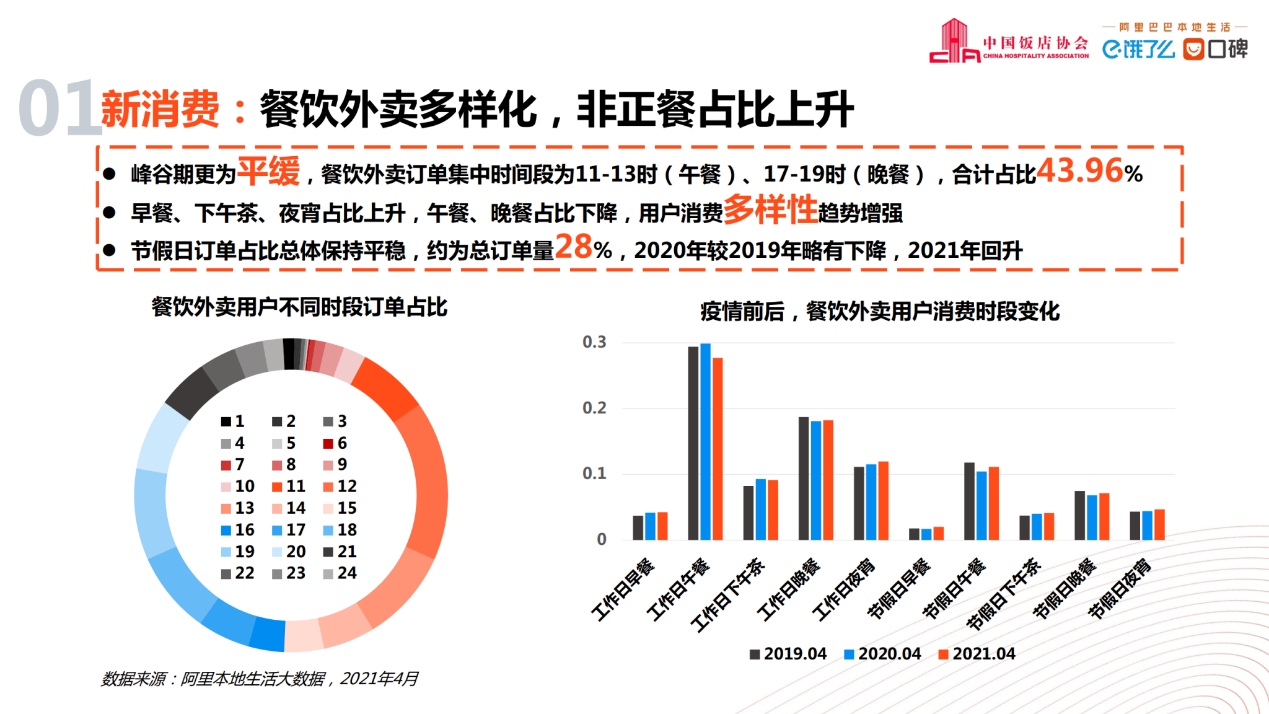 中国饭店协会
CHINA HOSPITALITY ASSOCIATION
阿里巴巴本地生活
饿了么 口碑
01 新消费：餐饮外卖多样化，非正餐占比上升
● 峰谷期更为平缓，餐饮外卖订单集中时间段为11-13时（午餐）、17-19时（晚餐），合计占比43.96%
● 早餐、下午茶、夜宵占比上升，午餐、晚餐占比下降，用户消费多样性趋势增强
● 节假日订单占比总体保持平稳，约为总订单量28%，2020年较2019年略有下降，2021年回升
餐饮外卖用户不同时段订单占比
1 2 3
4 5 6
7 8 9
10 11 12
13 14 15
16 17 18
19 20 21
22 23 24
数据来源：阿里本地生活大数据，2021年4月
疫情前后，餐饮外卖用户消费时段变化
0.3
0.2
0.1
0
工作日早餐
工作日午餐
工作日下午茶
工作日晚餐
工作日夜宵
节假日早餐
节假日午餐
节假日下午茶
节假日晚餐
节假日夜宵
2019.04 2020.04 2021.04